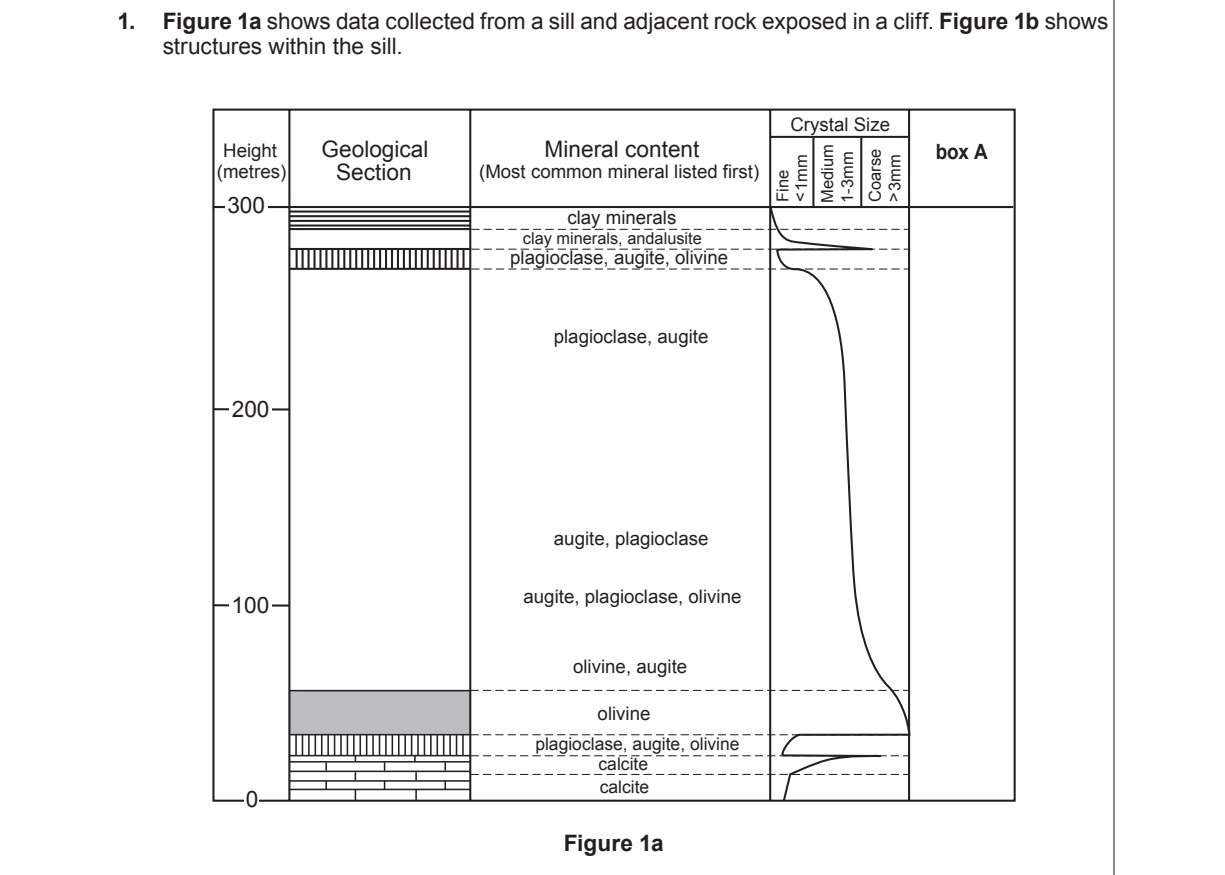 1. Figure 1a shows data collected from a sill and adjacent rock exposed in a cliff. Figure 1b shows
structures within the sill.
Height
(metres)
Geological
Section
Mineral content
(Most common mineral listed first)
Crystal Size
Fine
<1mm
Medium
1-3mm
Coarse
>3mm
box A
300
clay minerals
clay minerals, andalusite
plagioclase, augite, olivine
plagioclase, augite
200
augite, plagioclase
augite, plagioclase, olivine
100
olivine, augite
olivine
plagioclase, augite, olivine
calcite
calcite
0
Figure 1a